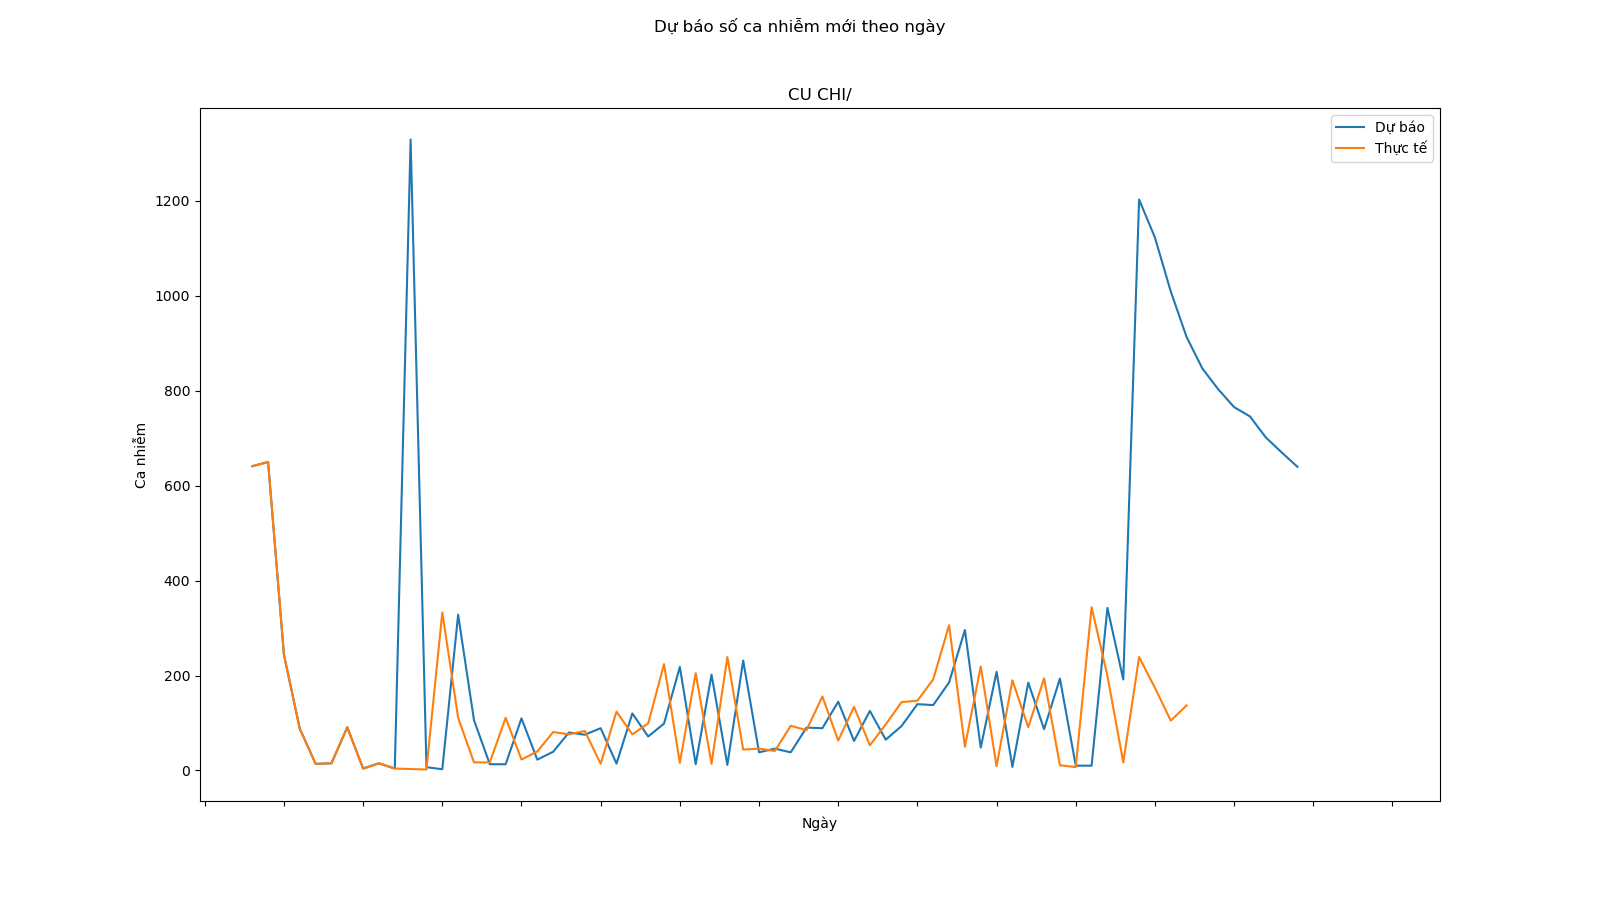 Dự báo số ca nhiễm mới theo ngày
CU CHI/
Dự báo
Thực tế
1200
1000
800
600
400
200
0
Ca nhiễm
Ngày